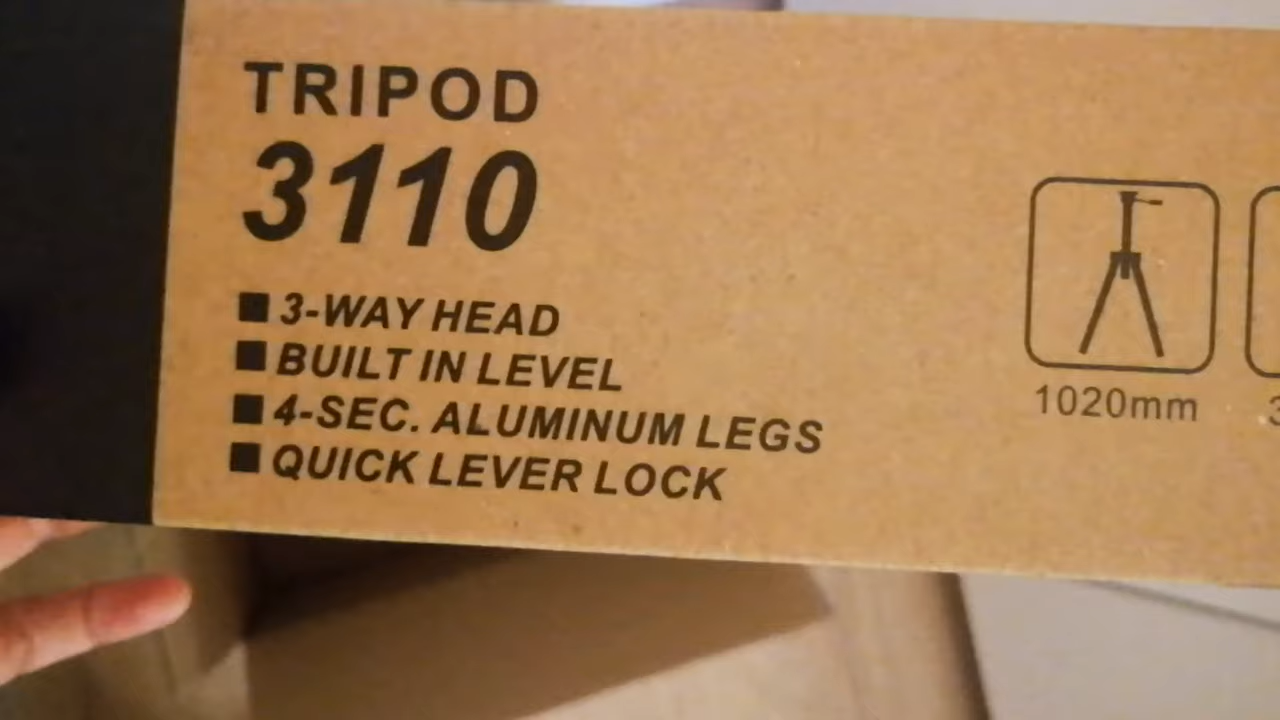 TRIPOD
3110
■ 3-WAY HEAD
■ BUILT IN LEVEL
■ 4-SEC. ALUMINUM LEGS
■ QUICK LEVER LOCK
1020mm